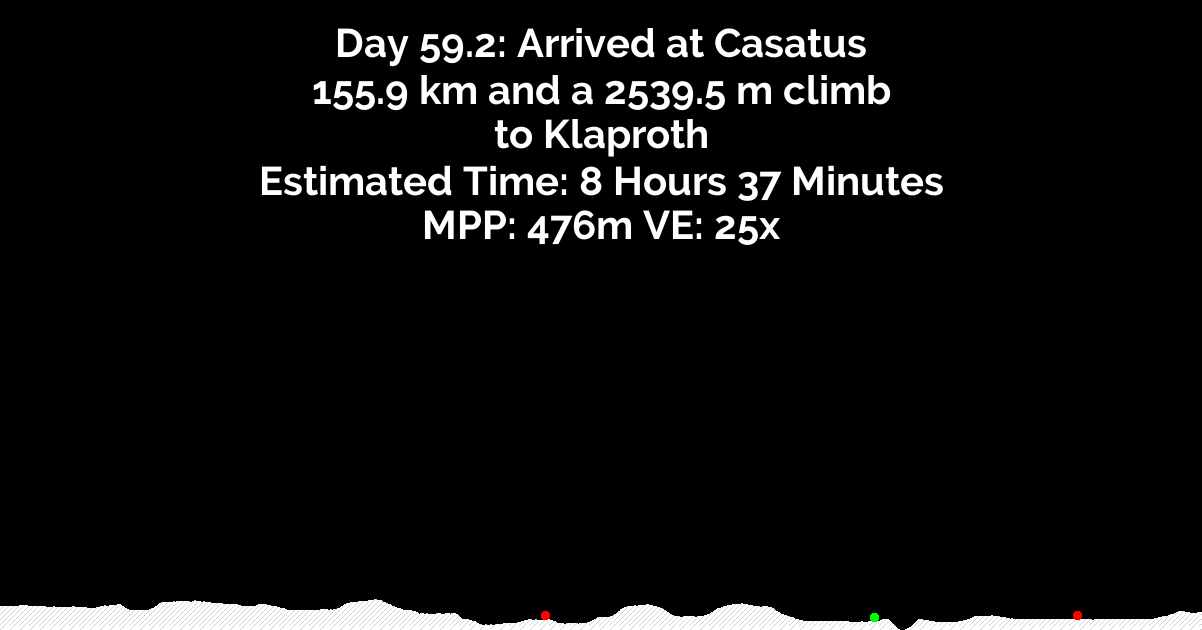 Day 59.2: Arrived at Casatus
155.9 km and a 2539.5 m climb
to Klaproth
Estimated Time: 8 Hours 37 Minutes
MPP: 476m VE: 25x